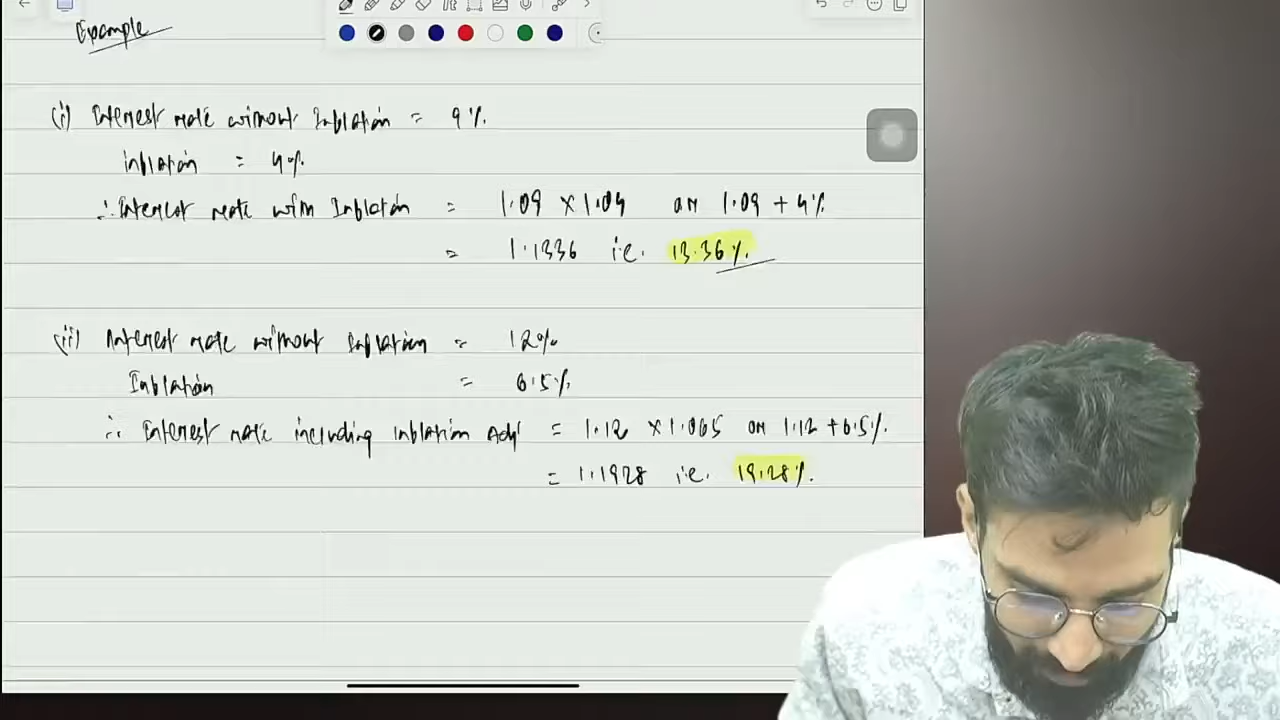 Example
(i) Interest rate without Inflation = 9%.
inflation = 4%.
∴ Interest rate with Inflation = 1.09 × 1.04 or 1.09 + 4%
= 1.1336 i.e. 13.36%.
(ii) Interest rate without Inflation = 12%
Inflation = 6.5%
∴ Interest rate including Inflation Adj' = 1.12 × 1.065 or 1.12 + 6.5%.
= 1.1928 i.e. 19.28%.